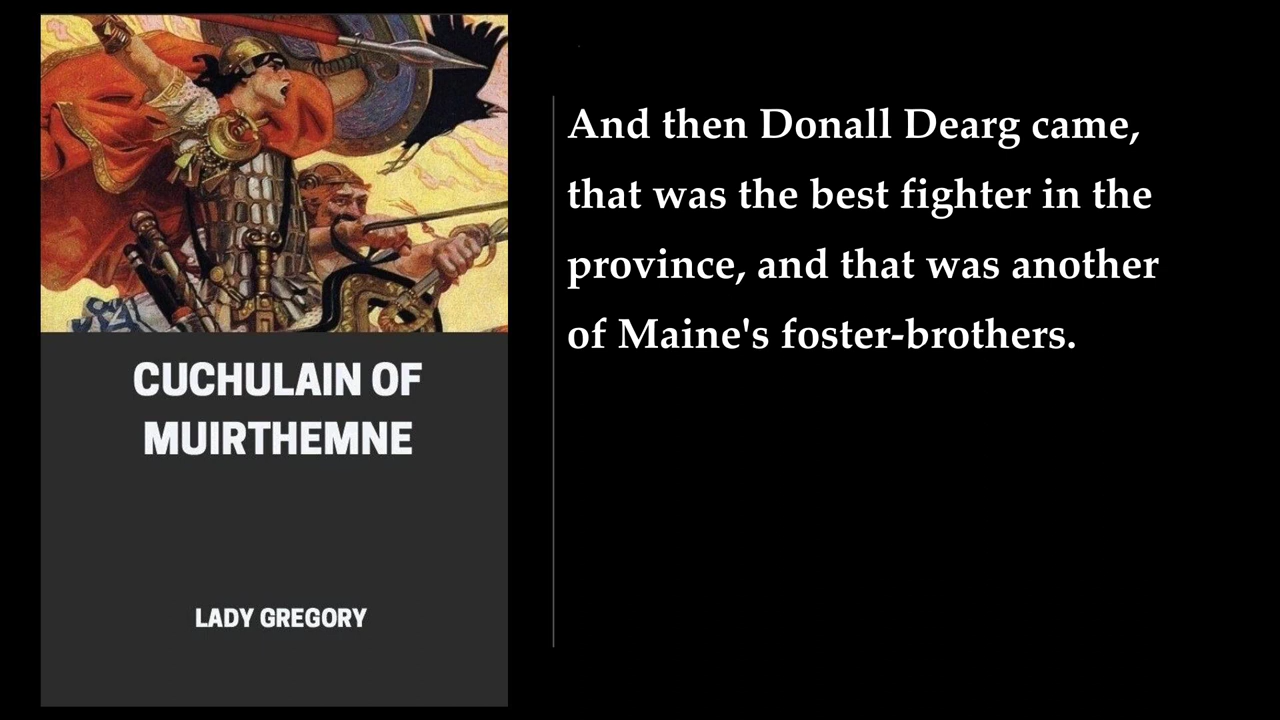 CUCHULAIN OF
MUIRTHEMNE
LADY GREGORY
And then Donall Dearg came,
that was the best fighter in the
province, and that was another
of Maine's foster-brothers.